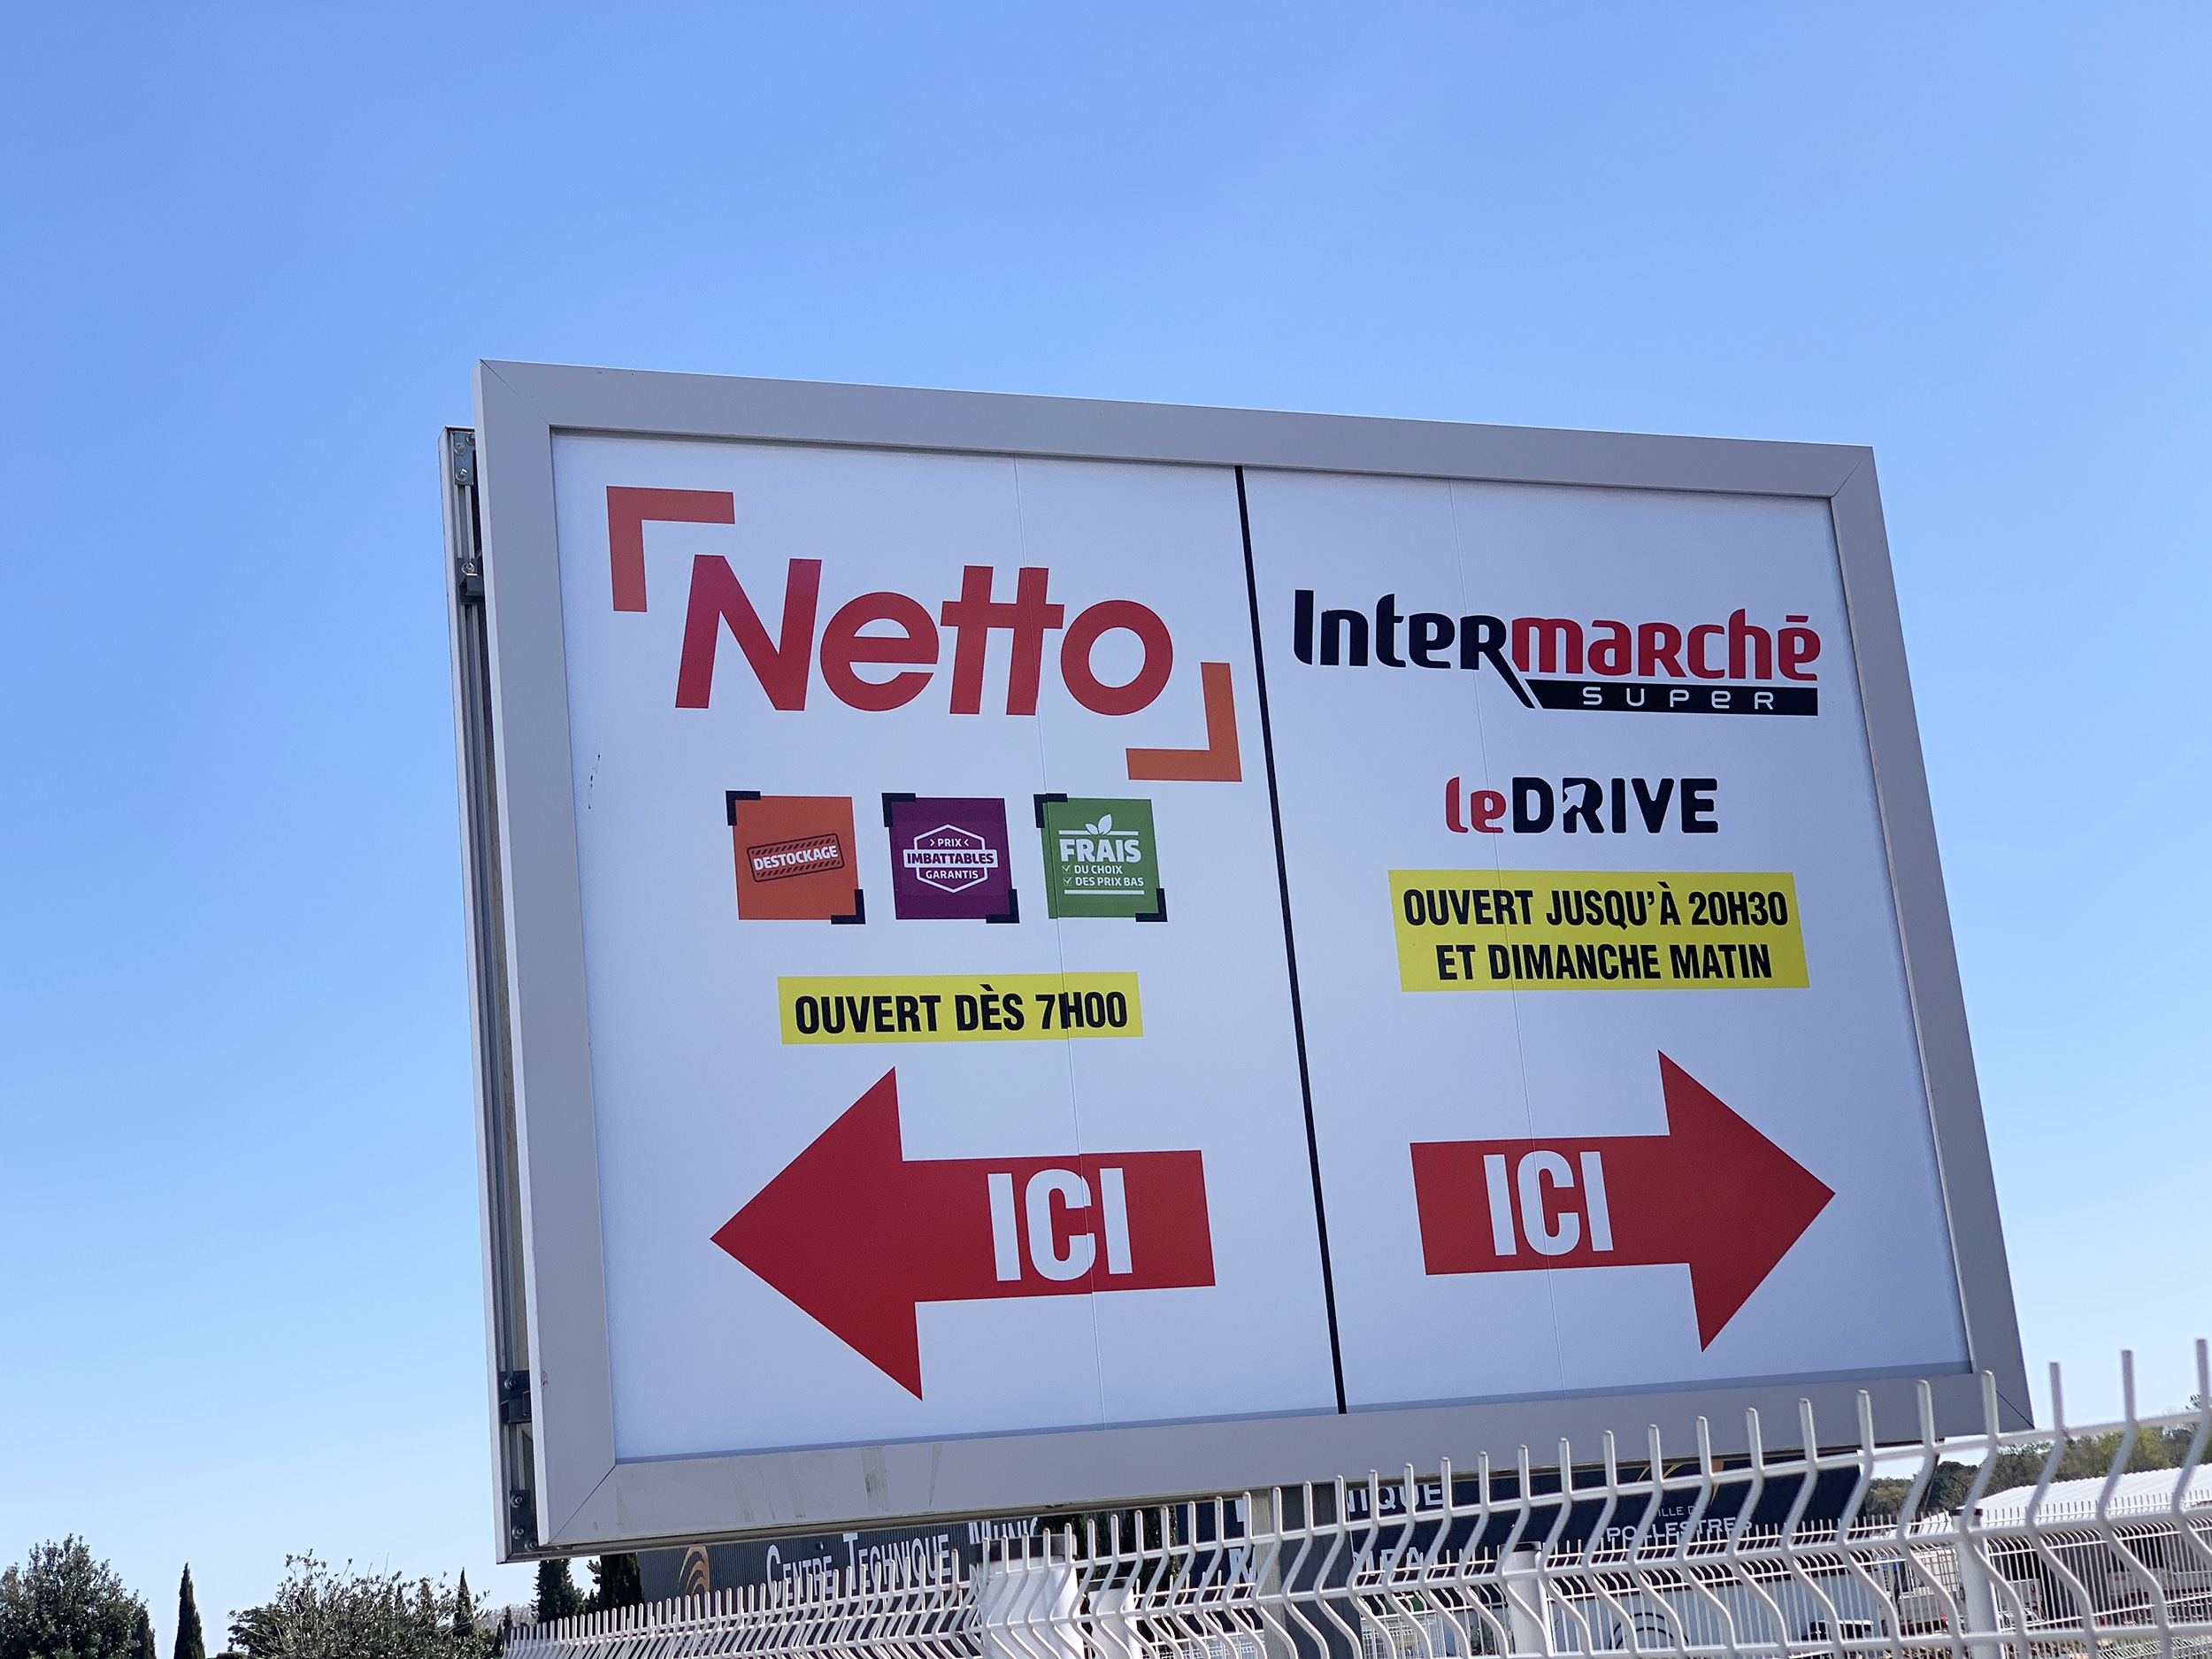 Netto
DESTOCKAGE
PRIX
IMBATTABLES
GARANTIS
FRAIS
DU CHOIX
DES PRIX BAS
OUVERT DÈS 7H00
ICI
Intermarché
SUPER
leDRIVE
OUVERT JUSQU'À 20H30
ET DIMANCHE MATIN
ICI
CENTRE TECHNIQUE
POLLESTRES